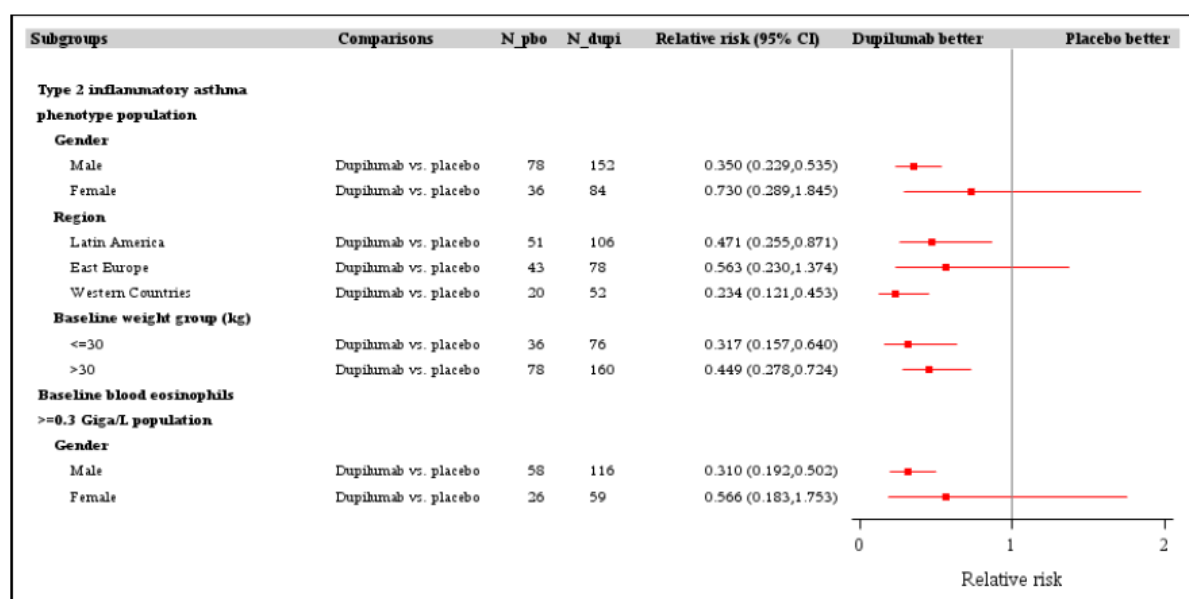 Subgroups Comparisons N_pbo N_dupi Relative risk (95% CI) Dupilumab better Placebo better
Type 2 inflammatory asthma
phenotype population
Gender
Male Dupilumab vs. placebo 78 152 0.350 (0.229,0.535)
Female Dupilumab vs. placebo 36 84 0.730 (0.289,1.845)
Region
Latin America Dupilumab vs. placebo 51 106 0.471 (0.255,0.871)
East Europe Dupilumab vs. placebo 43 78 0.563 (0.230,1.374)
Western Countries Dupilumab vs. placebo 20 52 0.234 (0.121,0.453)
Baseline weight group (kg)
<=30 Dupilumab vs. placebo 36 76 0.317 (0.157,0.640)
>30 Dupilumab vs. placebo 78 160 0.449 (0.278,0.724)
Baseline blood eosinophils
>=0.3 Giga/L population
Gender
Male Dupilumab vs. placebo 58 116 0.310 (0.192,0.502)
Female Dupilumab vs. placebo 26 59 0.566 (0.183,1.753)
0 1 2
Relative risk